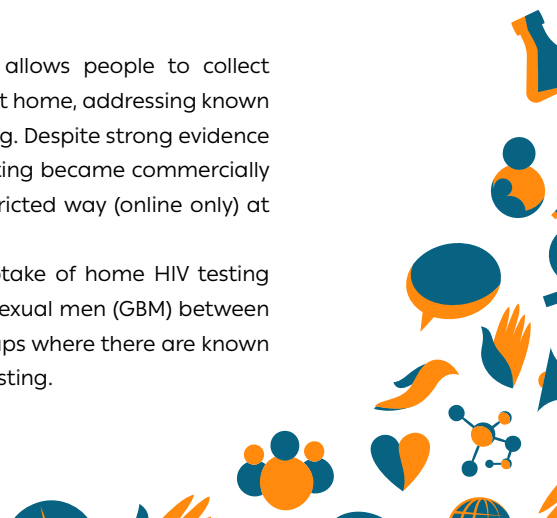 allows people to collect
t home, addressing known
g. Despite strong evidence
ting became commercially
ricted way (online only) at
take of home HIV testing
exual men (GBM) between
ps where there are known
sting.